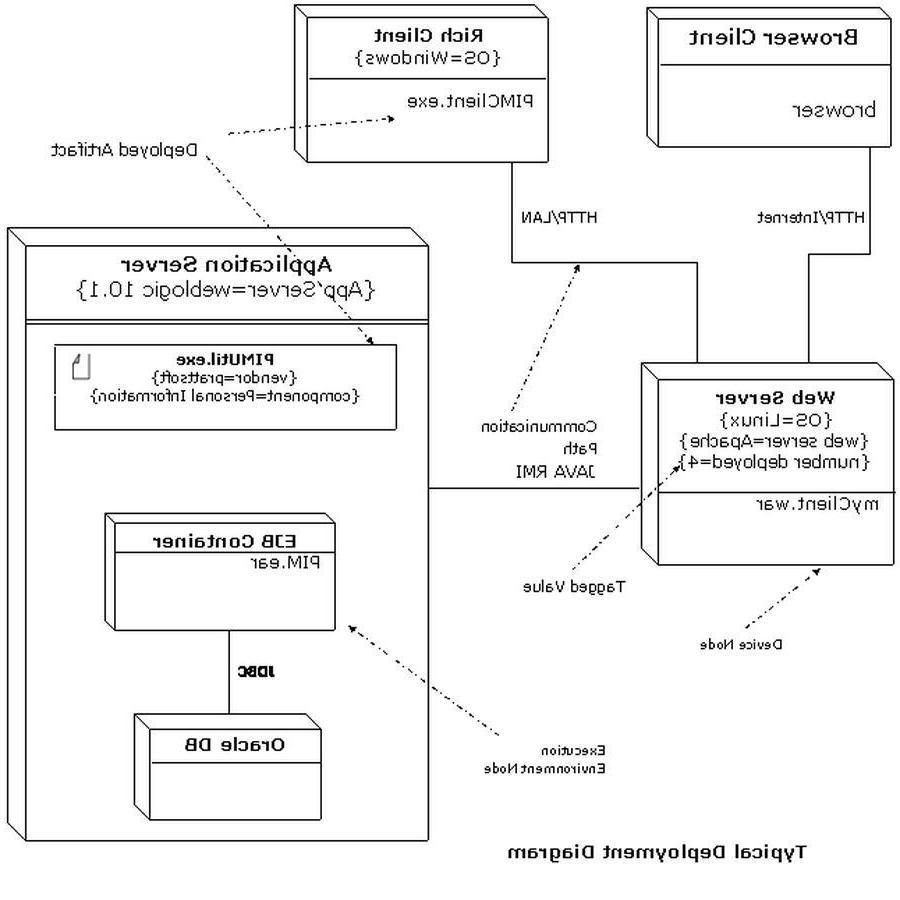 Browser Client
browser
Rich Client
{OS=Windows}
PIMClient.exe
Deployed Artifact
HTTP/Internet
HTTP/LAN
Application Server
{App'Server=weblogic 10.1}
PIMUtil.exe
{vendor=prattsoft}
{component=Personal Information}
Web Server
{OS=Linux}
{web server=Apache}
{number deployed=4}
myClient.war
Communication
Path
JAVA RMI
EJB Container
PIM.ear
Tagged Value
Device Node
JDBC
Oracle DB
Execution
Environment Node
Typical Deployment Diagram